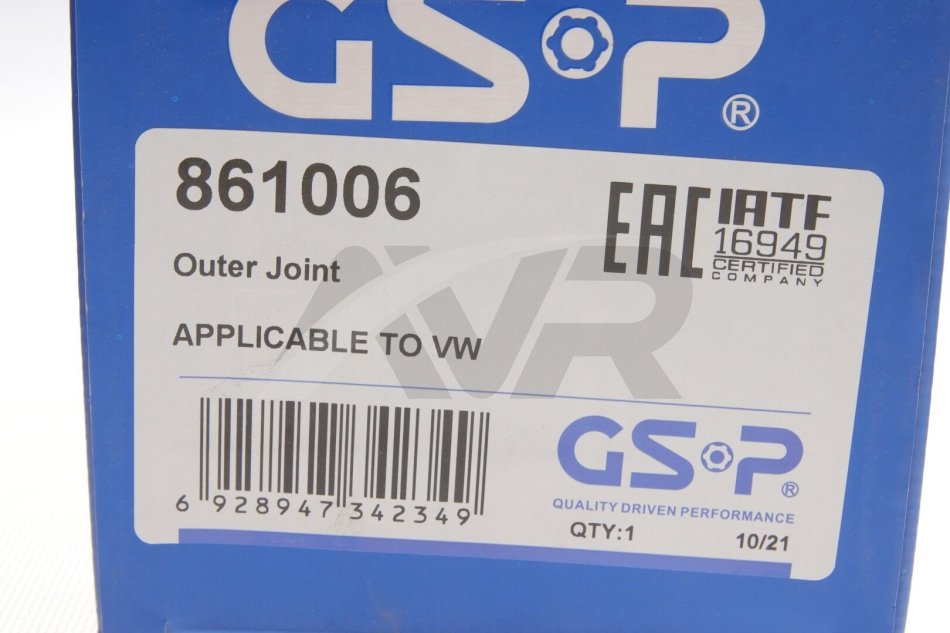 GSP
®
861006
EAC
IATF
16949
CERTIFIED
COMPANY
Outer Joint
AVR
APPLICABLE TO VW
6 928947 342349
GSP®
QUALITY DRIVEN PERFORMANCE
QTY:1
10/21